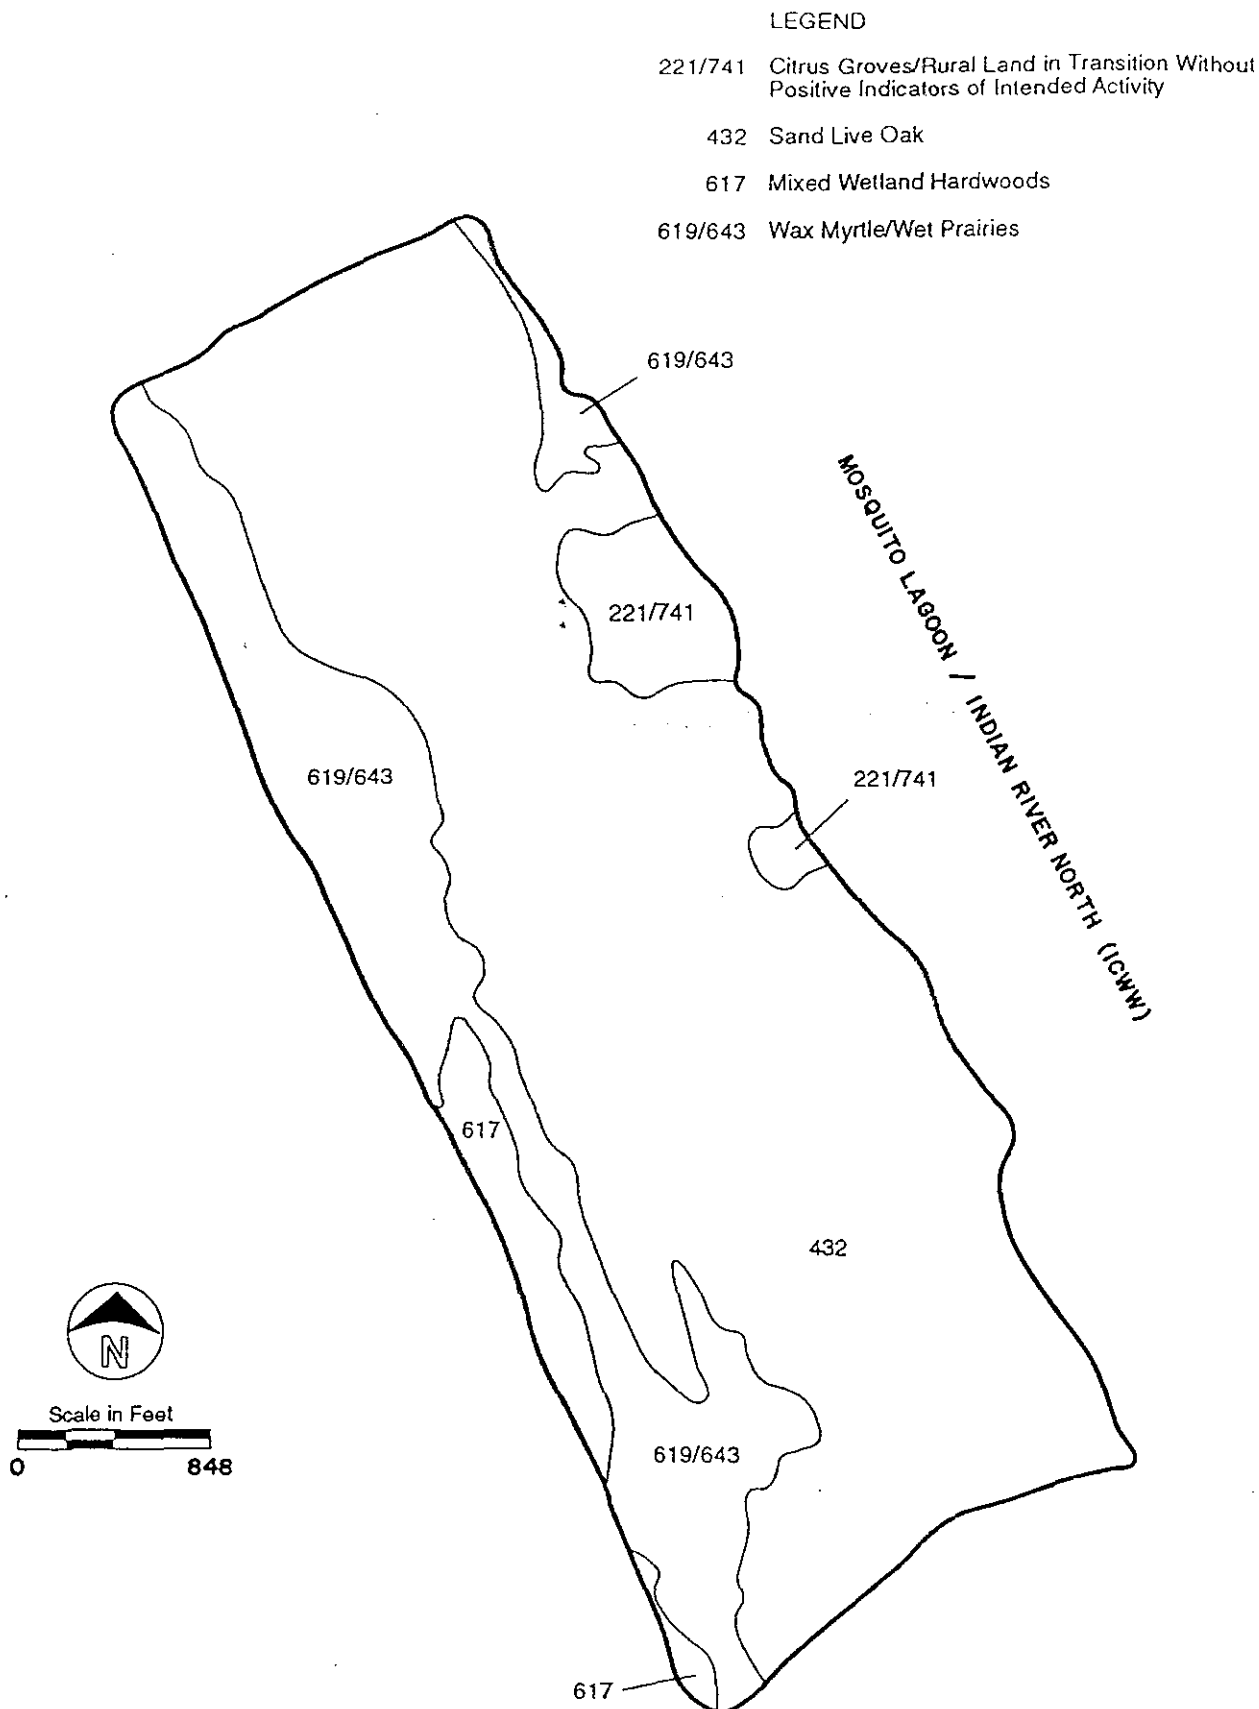 LEGEND
221/741 Citrus Groves/Rural Land in Transition Without
Positive Indicators of Intended Activity
432 Sand Live Oak
617 Mixed Wetland Hardwoods
619/643 Wax Myrtle/Wet Prairies
619/643
MOSQUITO LAGOON / INDIAN RIVER NORTH (ICWW)
221/741
619/643
221/741
617
432
N
Scale in Feet
0 848
619/643
617